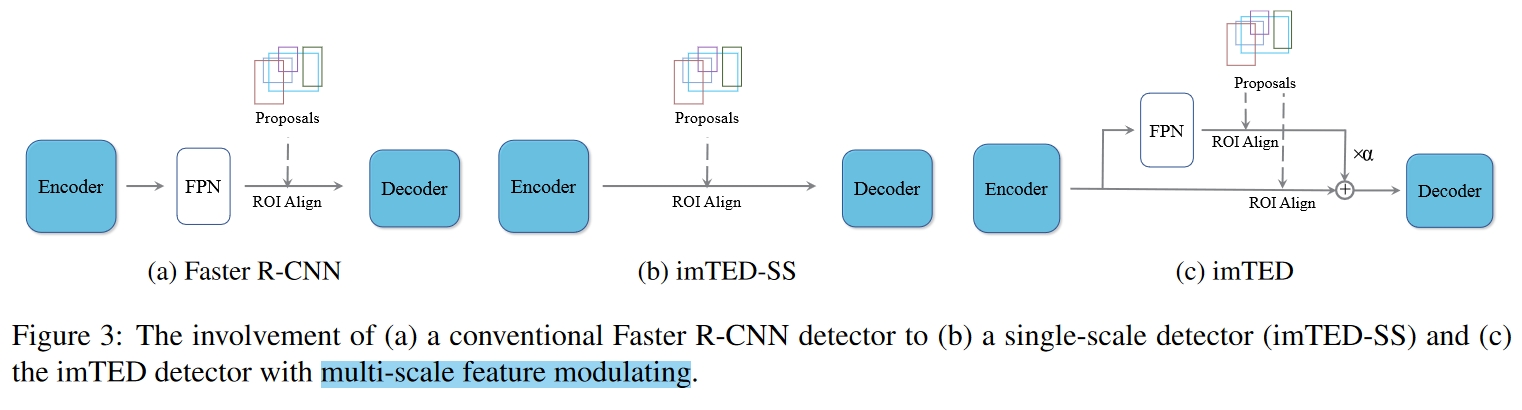 Proposals
Encoder
FPN
ROI Align
Decoder
(a) Faster R-CNN
Proposals
Encoder
ROI Align
Decoder
(b) imTED-SS
Proposals
FPN
ROI Align
×α
Encoder
ROI Align
+
Decoder
(c) imTED
Figure 3: The involvement of (a) a conventional Faster R-CNN detector to (b) a single-scale detector (imTED-SS) and (c)
the imTED detector with multi-scale feature modulating.